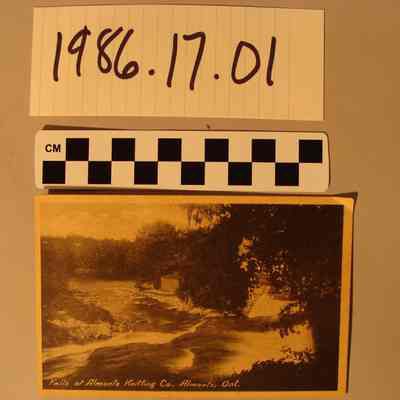 1986.17.01
CM
Falls at Almonte Knitting Co. Almonte, Ont.